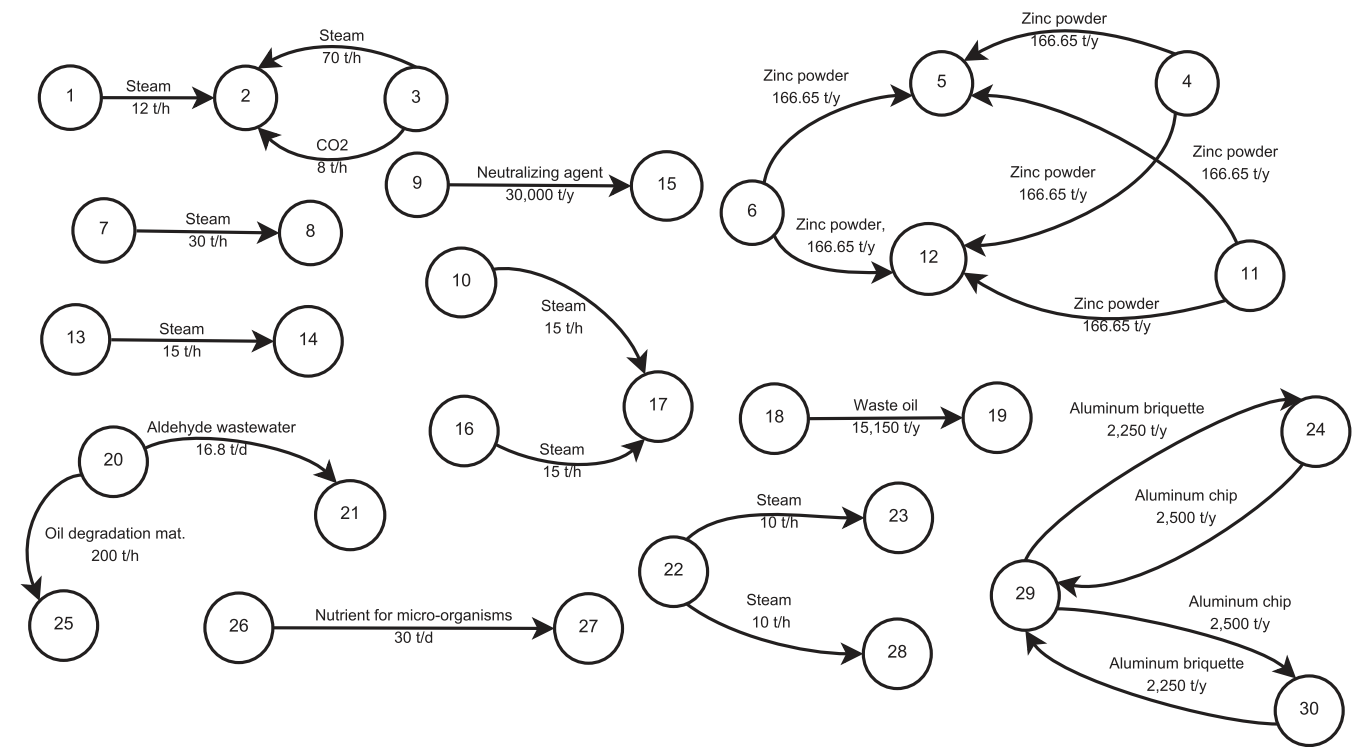 1
Steam
12 t/h
2
Steam
70 t/h
3
CO2
8 t/h
9
Neutralizing agent
30,000 t/y
15
7
Steam
30 t/h
8
Zinc powder
166.65 t/y
5
4
Zinc powder
166.65 t/y
Zinc powder
166.65 t/y
Zinc powder
166.65 t/y
6
Zinc powder,
166.65 t/y
12
11
Zinc powder
166.65 t/y
10
Steam
15 t/h
13
Steam
15 t/h
14
17
16
Steam
15 t/h
18
Waste oil
15,150 t/y
19
20
Aldehyde wastewater
16.8 t/d
21
Oil degradation mat.
200 t/h
25
26
Nutrient for micro-organisms
30 t/d
27
22
Steam
10 t/h
23
Steam
10 t/h
28
Aluminum briquette
2,250 t/y
24
Aluminum chip
2,500 t/y
29
Aluminum chip
2,500 t/y
Aluminum briquette
2,250 t/y
30